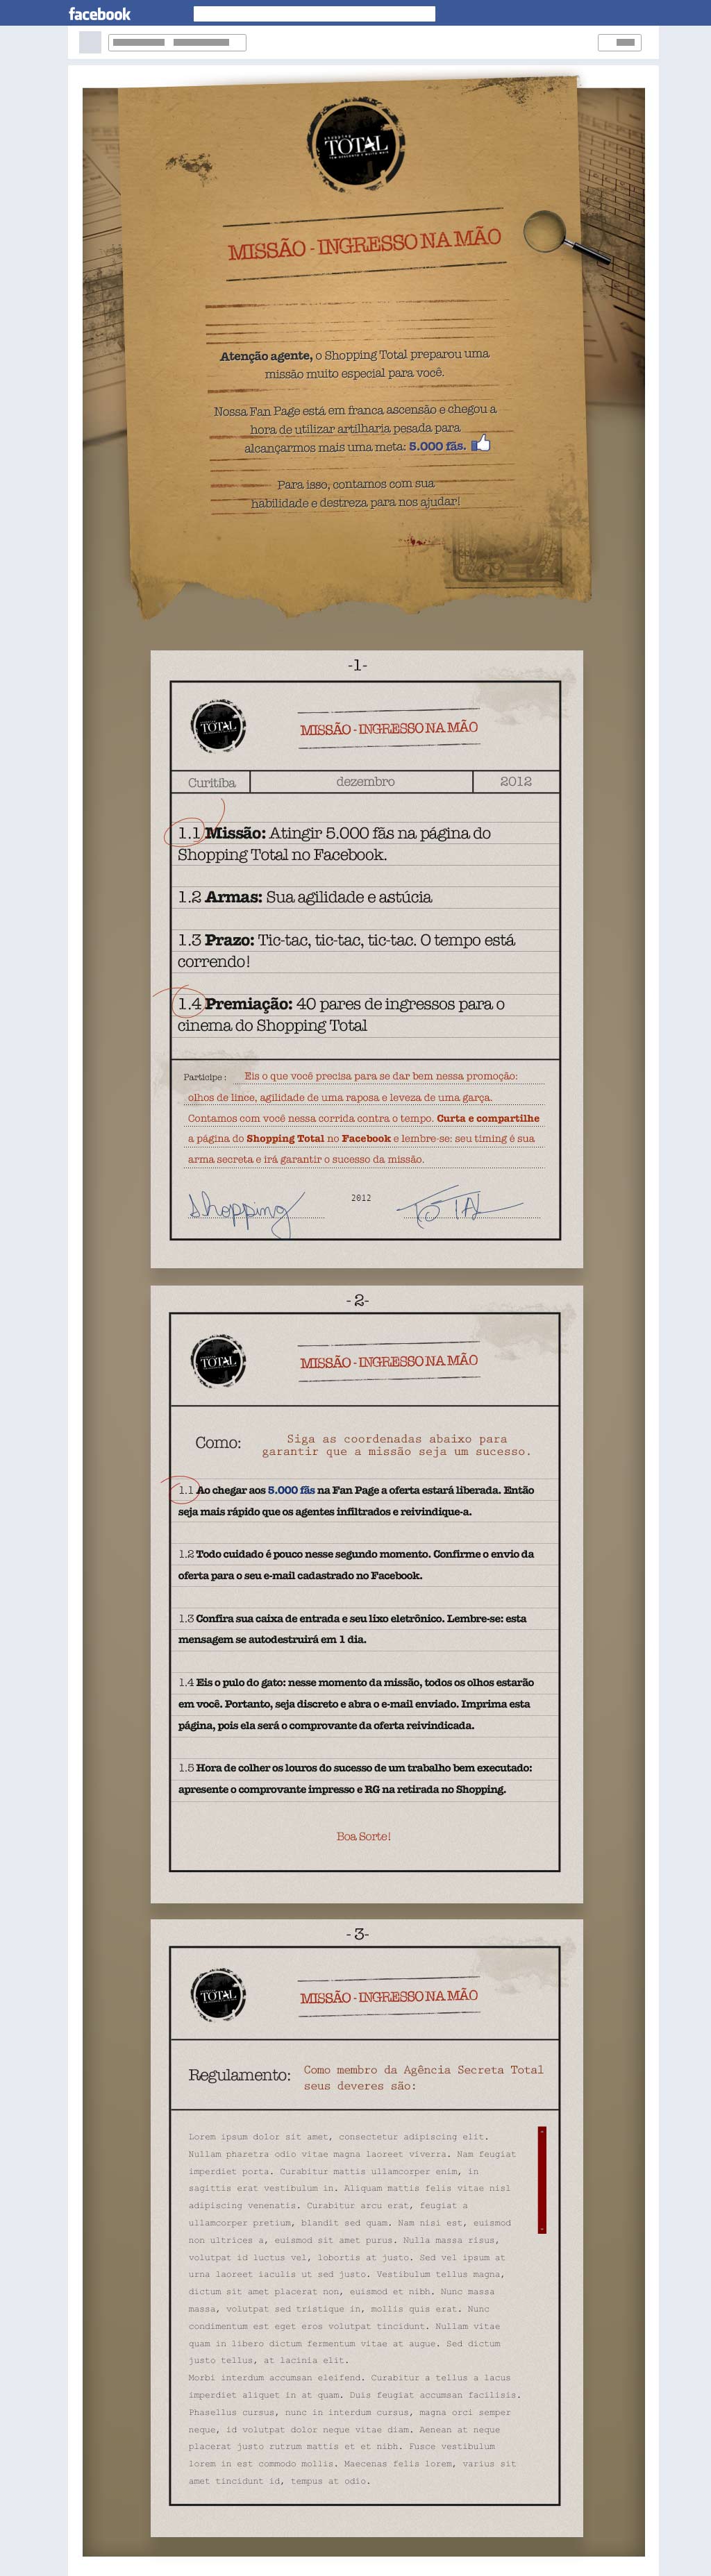 facebook
shopping
TOTAL
MISSÃO - INGRESSO NA MÃO
Atenção agente, o Shopping Total preparou uma
missão muito especial para você.
Nossa Fan Page está em franca ascensão e chegou a
hora de utilizar artilharia pesada para
alcançarmos mais uma meta: 5.000 fãs.
Para isso, contamos com sua
habilidade e destreza para nos ajudar!
-1-
TOTAL
MISSÃO - INGRESSO NA MÃO
Curitiba dezembro 2012
1.1 Missão: Atingir 5.000 fãs na página do
Shopping Total no Facebook.
1.2 Armas: Sua agilidade e astúcia
1.3 Prazo: Tic-tac, tic-tac, tic-tac. O tempo está
correndo!
1.4 Premiação: 40 pares de ingressos para o
cinema do Shopping Total
Participe : Eis o que você precisa para se dar bem nessa promoção:
olhos de lince, agilidade de uma raposa e leveza de uma garça.
Contamos com você nessa corrida contra o tempo. Curta e compartilhe
a página do Shopping Total no Facebook e lembre-se: seu timing é sua
arma secreta e irá garantir o sucesso da missão.
Shopping 2012 TOTAL
- 2-
TOTAL
MISSÃO - INGRESSO NA MÃO
Como: Siga as coordenadas abaixo para
garantir que a missão seja um sucesso.
1.1 Ao chegar aos 5.000 fãs na Fan Page a oferta estará liberada. Então
seja mais rápido que os agentes infiltrados e reivindique-a.
1.2 Todo cuidado é pouco nesse segundo momento. Confirme o envio da
oferta para o seu e-mail cadastrado no Facebook.
1.3 Confira sua caixa de entrada e seu lixo eletrônico. Lembre-se: esta
mensagem se autodestruirá em 1 dia.
1.4 Eis o pulo do gato: nesse momento da missão, todos os olhos estarão
em você. Portanto, seja discreto e abra o e-mail enviado. Imprima esta
página, pois ela será o comprovante da oferta reivindicada.
1.5 Hora de colher os louros do sucesso de um trabalho bem executado:
apresente o comprovante impresso e RG na retirada no Shopping.
Boa Sorte!
- 3-
TOTAL
MISSÃO - INGRESSO NA MÃO
Regulamento: Como membro da Agência Secreta Total
seus deveres são:
Lorem ipsum dolor sit amet, consectetur adipiscing elit.
Nullam pharetra odio vitae magna laoreet viverra. Nam feugiat
imperdiet porta. Curabitur mattis ullamcorper enim, in
sagittis erat vestibulum in. Aliquam mattis felis vitae nisl
adipiscing venenatis. Curabitur arcu erat, feugiat a
ullamcorper pretium, blandit sed quam. Nam nisi est, euismod
non ultrices a, euismod sit amet purus. Nulla massa risus,
volutpat id luctus vel, lobortis at justo. Sed vel ipsum at
urna laoreet iaculis ut sed justo. Vestibulum tellus magna,
dictum sit amet placerat non, euismod et nibh. Nunc massa
massa, volutpat sed tristique in, mollis quis erat. Nunc
condimentum est eget eros volutpat tincidunt. Nullam vitae
quam in libero dictum fermentum vitae at augue. Sed dictum
justo tellus, at lacinia elit.
Morbi interdum accumsan eleifend. Curabitur a tellus a lacus
imperdiet aliquet in at quam. Duis feugiat accumsan facilisis.
Phasellus cursus, nunc in interdum cursus, magna orci semper
neque, id volutpat dolor neque vitae diam. Aenean at neque
placerat justo rutrum mattis et et nibh. Fusce vestibulum
lorem in est commodo mollis. Maecenas felis lorem, varius sit
amet tincidunt id, tempus at odio.